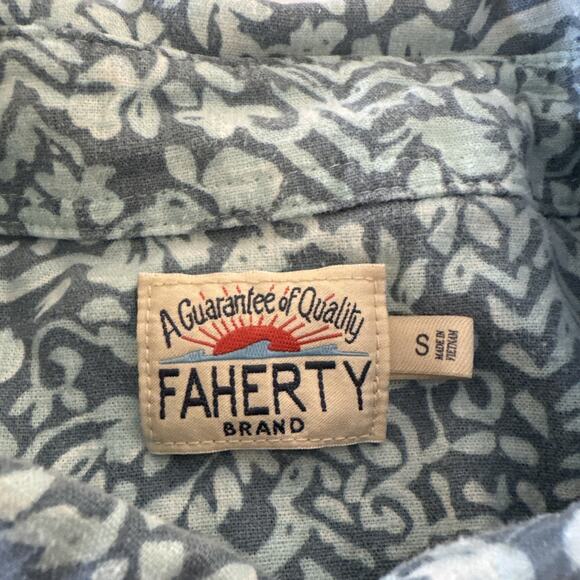 A Guarantee of Quality
FAHERTY
BRAND
S
MADE IN
VIETNAM